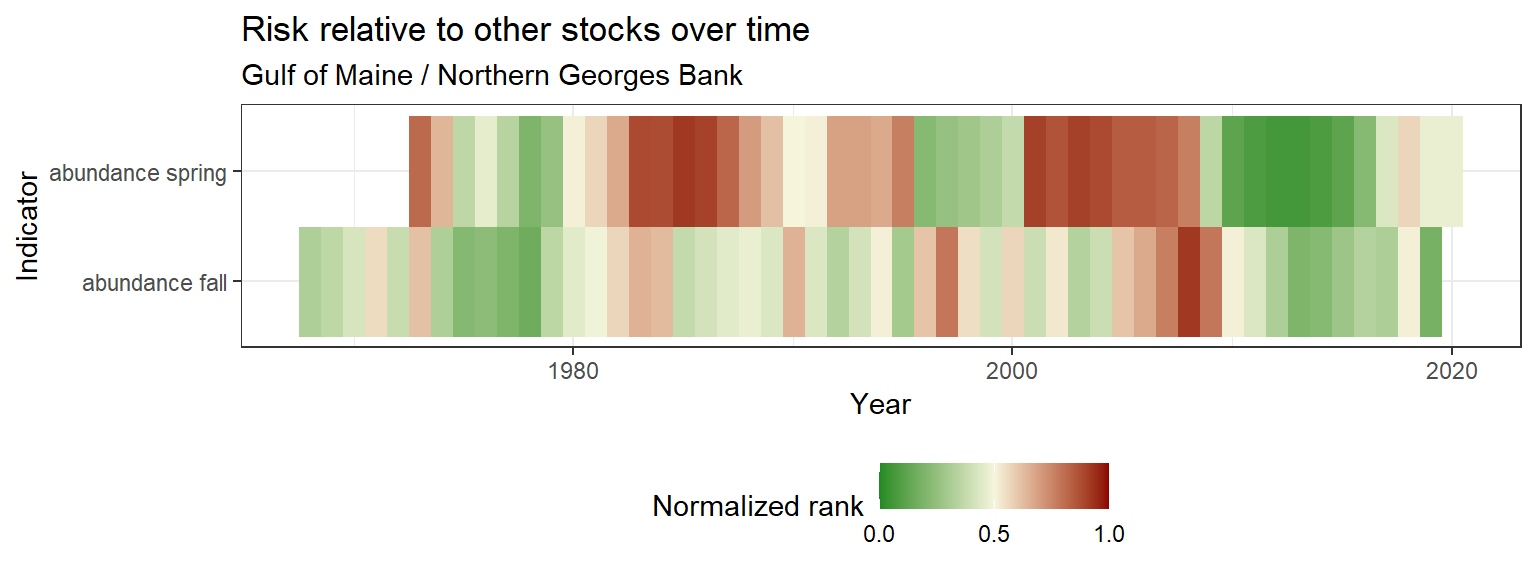 Risk relative to other stocks over time
Gulf of Maine / Northern Georges Bank
Indicator
abundance spring
abundance fall
1980 2000 2020
Year
Normalized rank
0.0 0.5 1.0